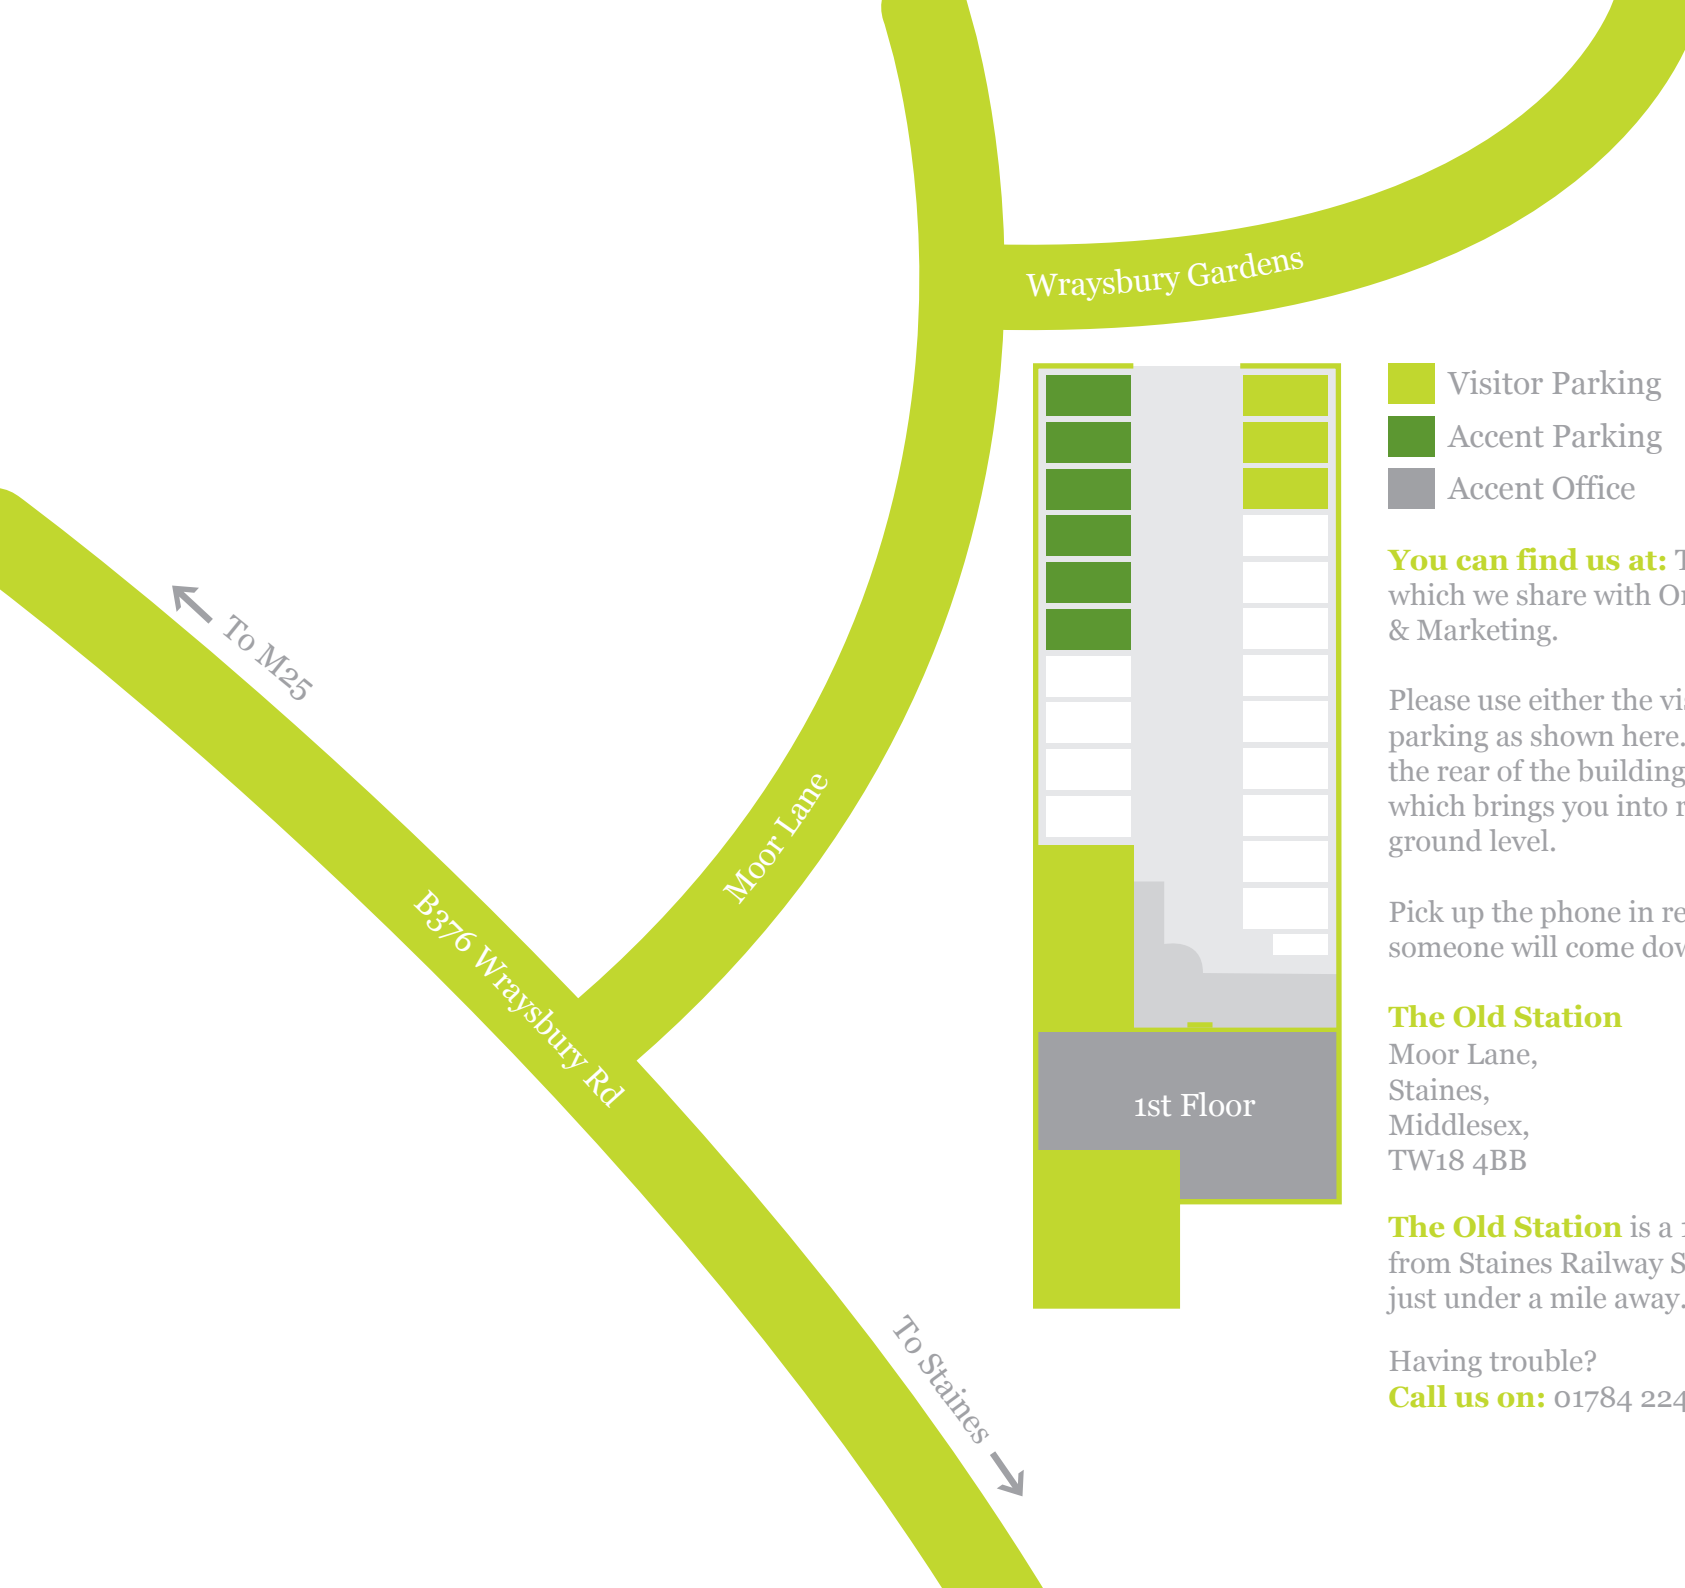 Wraysbury Gardens
Visitor Parking
Accent Parking
Accent Office
You can find us at:
which we share with
& Marketing.
Please use either the
parking as shown here.
the rear of the building
which brings you into
ground level.
Pick up the phone in
someone will come
To M25
Moor Lane
B376 Wraysbury Rd
The Old Station
Moor Lane,
Staines,
Middlesex,
TW18 4BB
1st Floor
The Old Station is a
from Staines Railway
just under a mile away.
To Staines
Having trouble?
Call us on: 01784 224